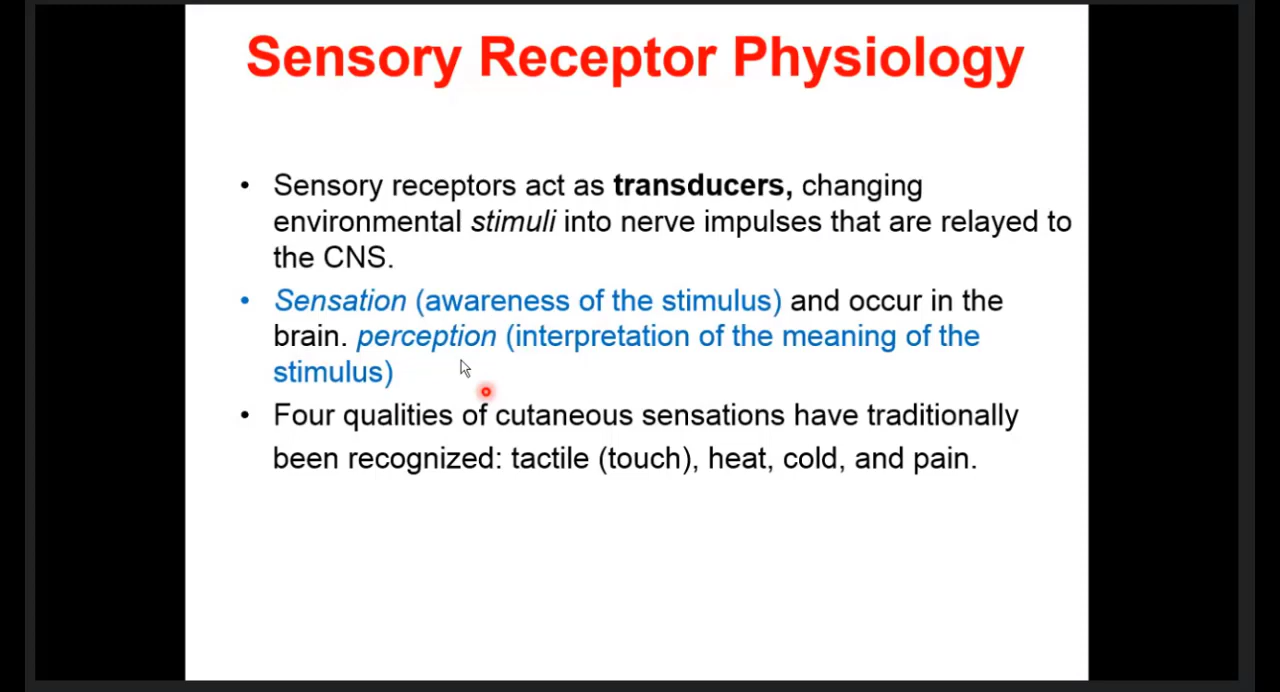 Sensory Receptor Physiology
• Sensory receptors act as transducers, changing
environmental stimuli into nerve impulses that are relayed to
the CNS.
• Sensation (awareness of the stimulus) and occur in the
brain. perception (interpretation of the meaning of the
stimulus)
• Four qualities of cutaneous sensations have traditionally
been recognized: tactile (touch), heat, cold, and pain.